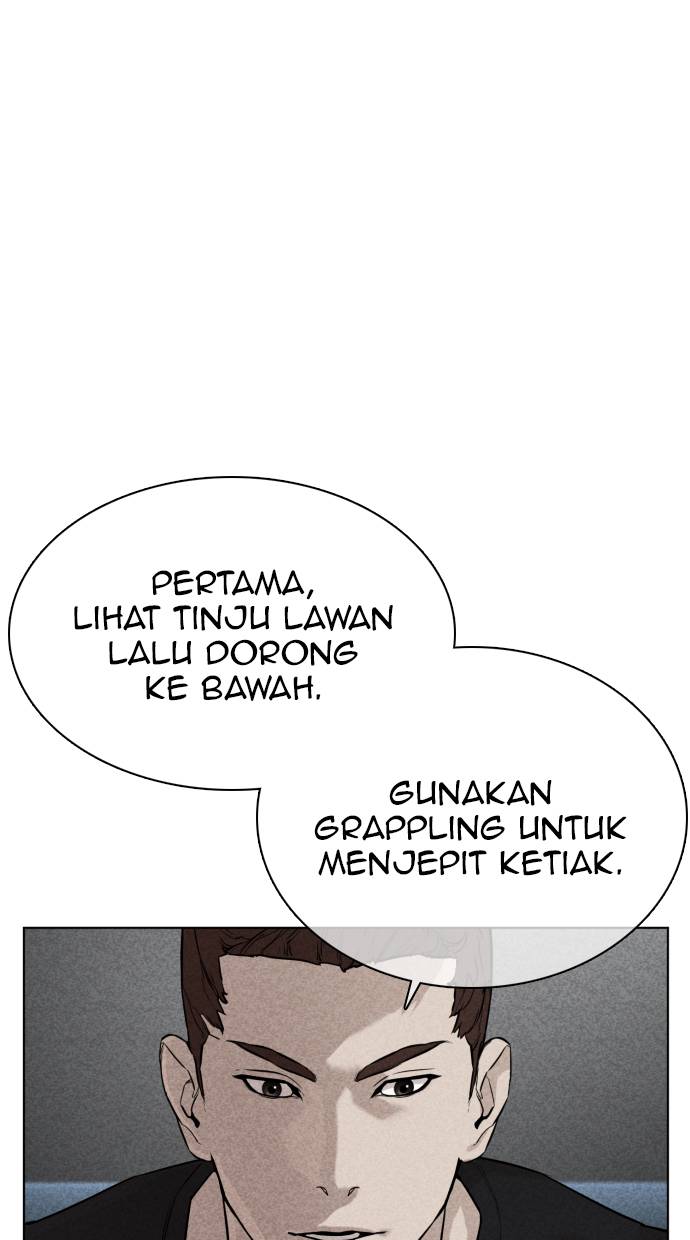 PERTAMA,
LIHAT TINJU LAWAN
LALU DORONG
KE BAWAH.
GUNAKAN
GRAPPLING UNTUK
MENJEPIT KETIAK.